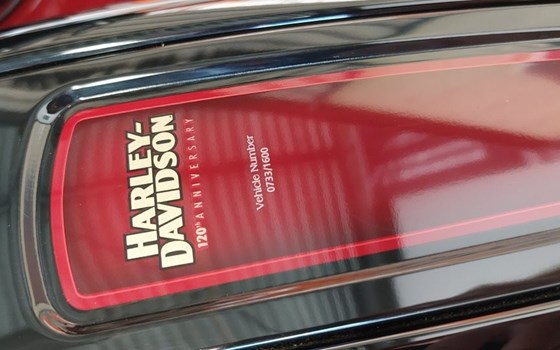 HARLEY-
DAVIDSON
120th ANNIVERSARY
Vehicle Number
0733/1600